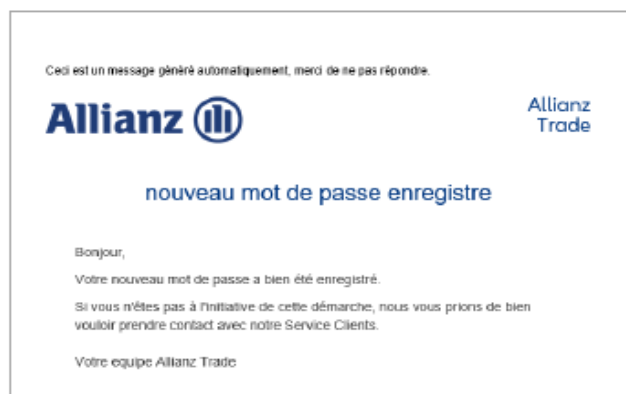 Ceci est un message généré automatiquement, merci de ne pas répondre.
Allianz
Allianz
Trade
nouveau mot de passe enregistre
Bonjour,
Votre nouveau mot de passe a bien été enregistré.
Si vous n'êtes pas à l'initiative de cette démarche, nous vous prions de bien
vouloir prendre contact avec notre Service Clients.
Votre equipe Allianz Trade